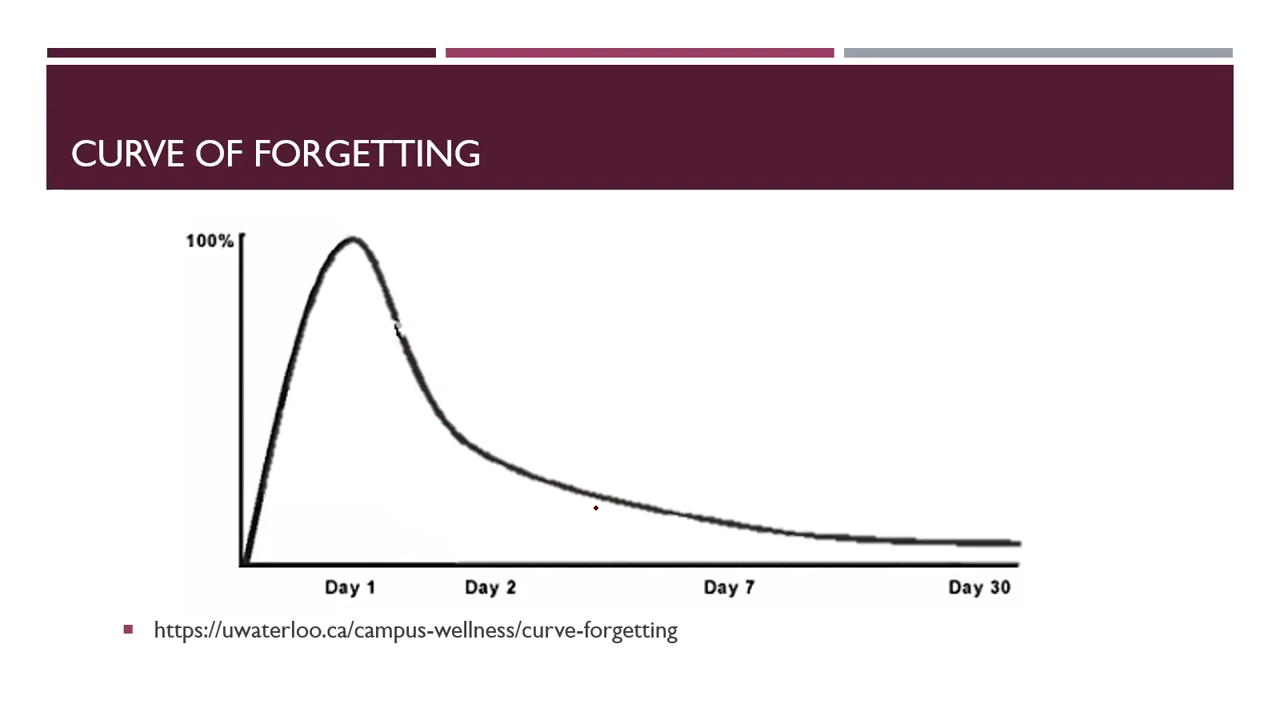 CURVE OF FORGETTING
100%
Day 1 Day 2 Day 7 Day 30
https://uwaterloo.ca/campus-wellness/curve-forgetting